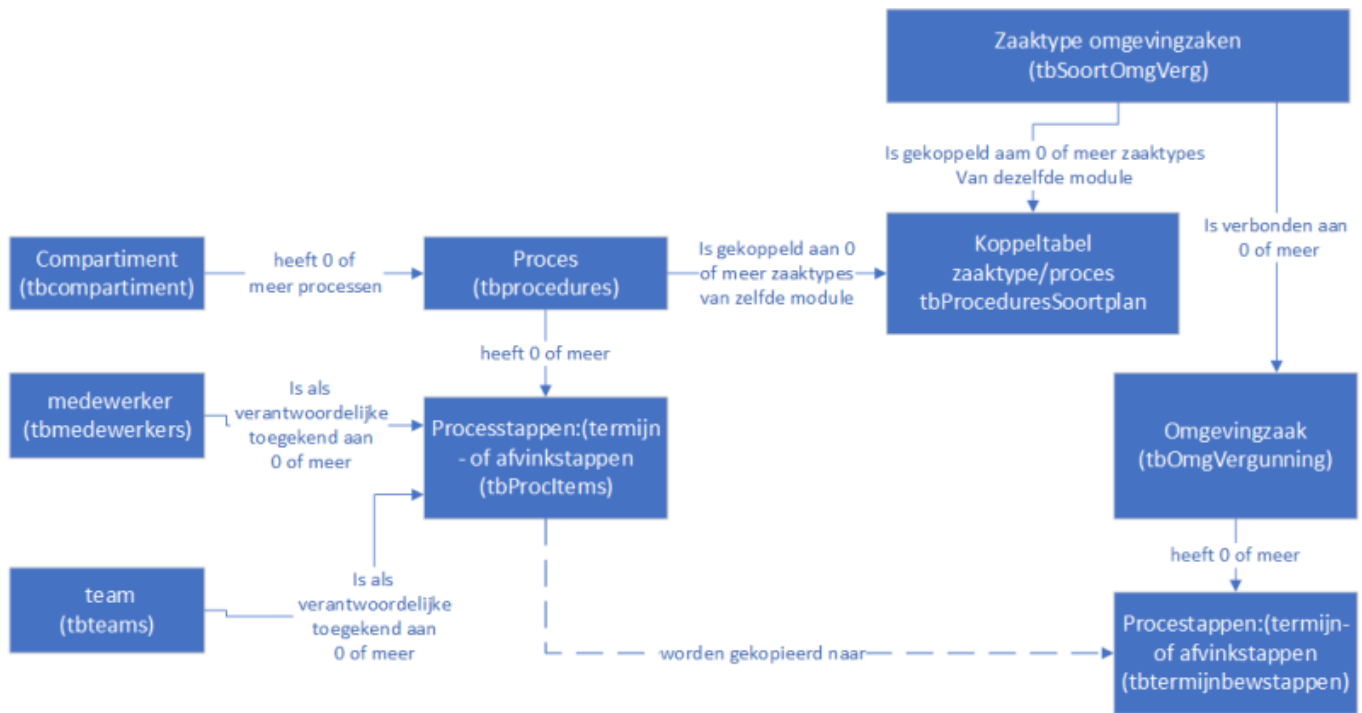 Zaaktype omgevingzaken
(tbSoortOmgVerg)
Is gekoppeld aam 0 of meer zaaktypes
Van dezelfde module
Is verbonden aan
0 of meer
Compartiment
(tbcompartiment)
heeft 0 of
meer processen
Proces
(tbprocedures)
Is gekoppeld aan 0
of meer zaaktypes
van zelfde module
Koppeltabel
zaaktype/proces
tbProceduresSoortplan
heeft 0 of meer
medewerker
(tbmedewerkers)
Is als
verantwoordelijke
toegekend aan
0 of meer
Processtappen:(termijn
- of afvinkstappen
(tbProcItems)
Omgevingzaak
(tbOmgVergunning)
heeft 0 of meer
team
(tbteams)
Is als
verantwoordelijke
toegekend aan
0 of meer
worden gekopieerd naar
Procestappen:(termijn-
of afvinkstappen
(tbtermijnbewstappen)